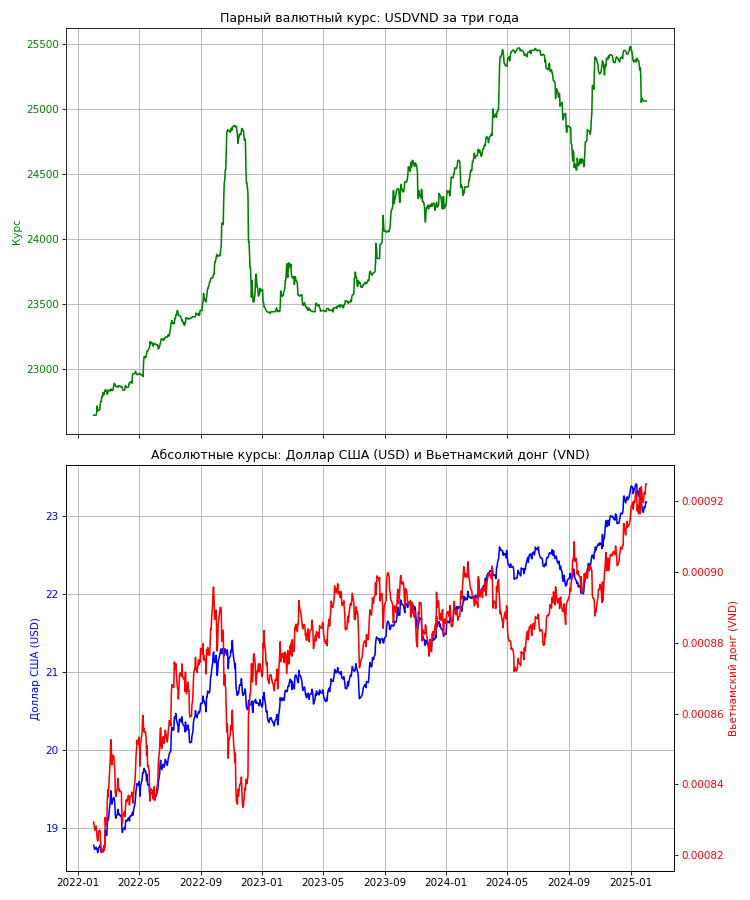 Парный валютный курс: USDVND за три года
25500
25000
24500
24000
23500
23000
Курс
Абсолютные курсы: Доллар США (USD) и Вьетнамский донг (VND)
23
22
21
20
19
Доллар США (USD)
0.00092
0.00090
0.00088
0.00086
0.00084
0.00082
Вьетнамский донг (VND)
2022-01 2022-05 2022-09 2023-01 2023-05 2023-09 2024-01 2024-05 2024-09 2025-01